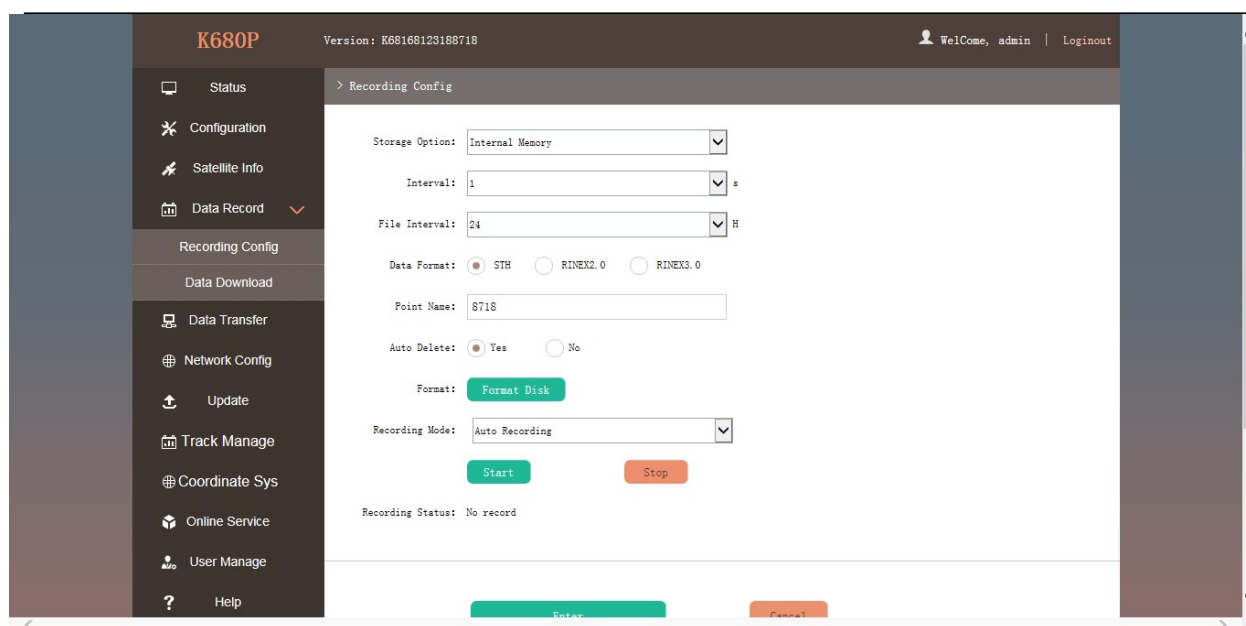 K680P
Version: K68168123188718
WelCome, admin | Loginout
Status
Configuration
Satellite Info
Data Record
Recording Config
Data Download
Data Transfer
Network Config
Update
Track Manage
Coordinate Sys
Online Service
User Manage
? Help
> Recording Config
Storage Option: Internal Memory
Interval: 1 s
File Interval: 24 H
Data Format: STH RINEX2.0 RINEX3.0
Point Name: 8718
Auto Delete: Yes No
Format: Format Disk
Recording Mode: Auto Recording
Start Stop
Recording Status: No record
Enter Cancel